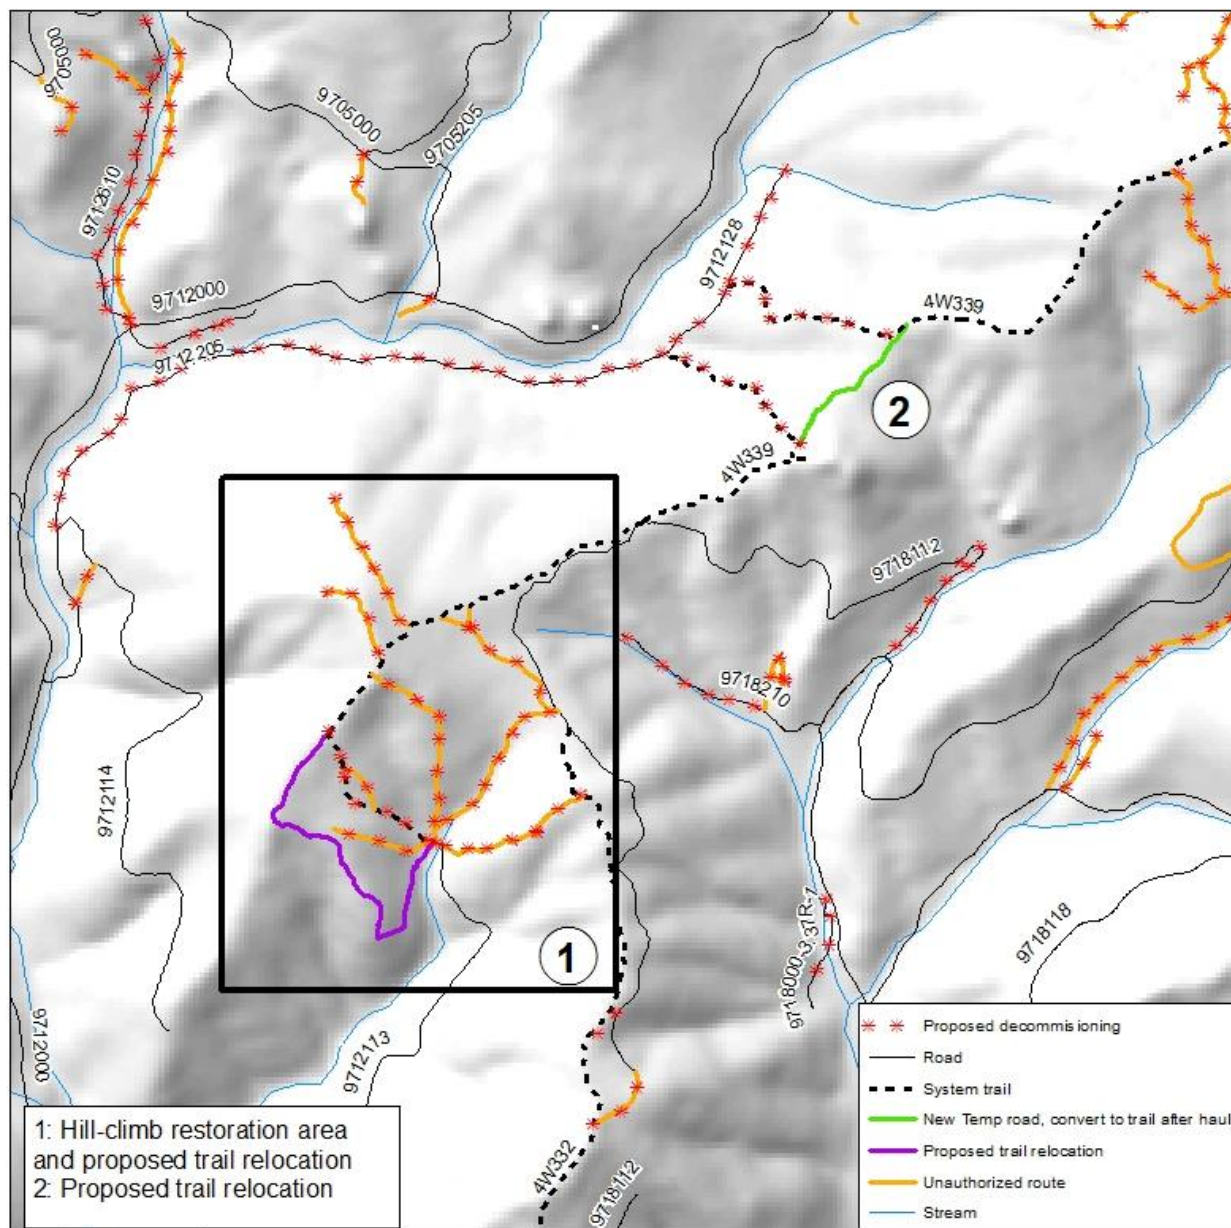 9705000
9705000
9705205
9712610
9712128
9712000
4W339
9712205
2
4W339
9718112
9718210
9712114
9718000-3.37R-1
9718118
1
9712000
9712113
4W332
9718112
1: Hill-climb restoration area
and proposed trail relocation
2: Proposed trail relocation
Proposed decommisioning
Road
System trail
New Temp road, convert to trail after haul
Proposed trail relocation
Unauthorized route
Stream